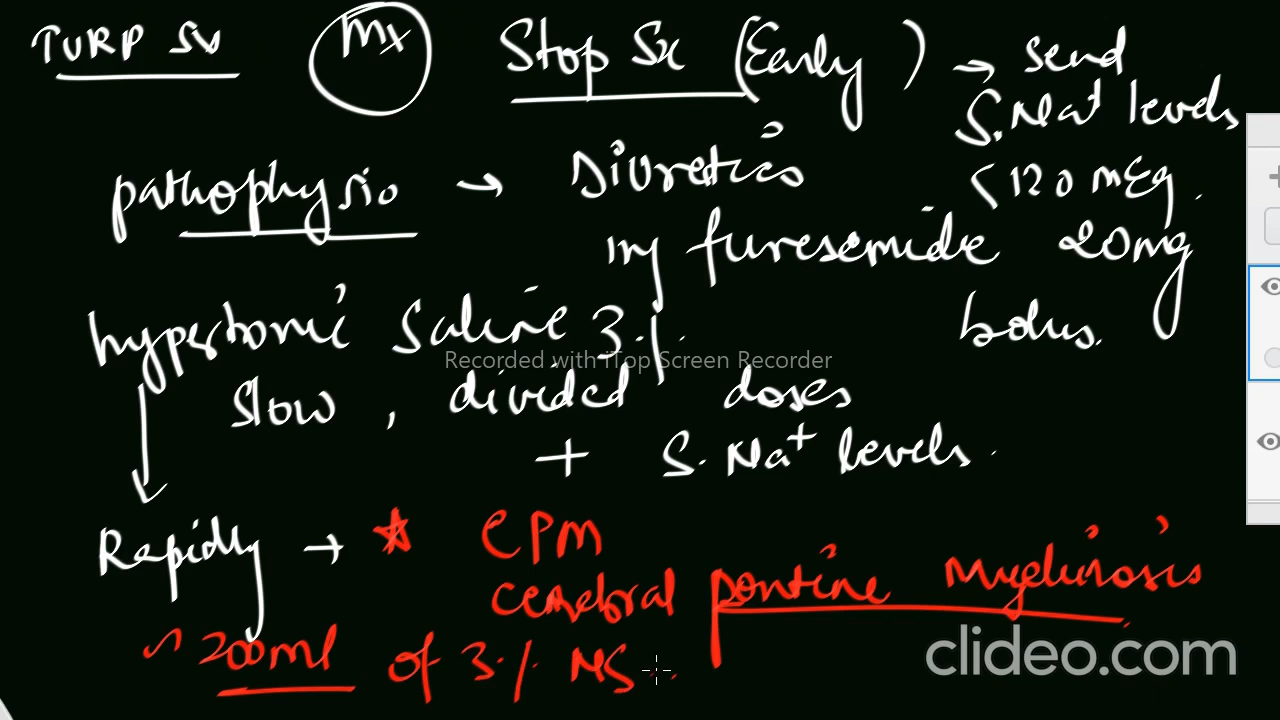 TURP Sx Mx Stop Sx (Early) → send
S. Na+ levels
pathophysio → Diuretics <120 mEq.
inj furesemide 20mg
hypertonic Saline 3%. bolus.
Recorded with iTop Screen Recorder
Slow, divided doses
+ S. Na+ levels.
Rapidly → ☆ CPM
cerebral pontine Myelinosis
~ 200ml of 3% NS.
clideo.com